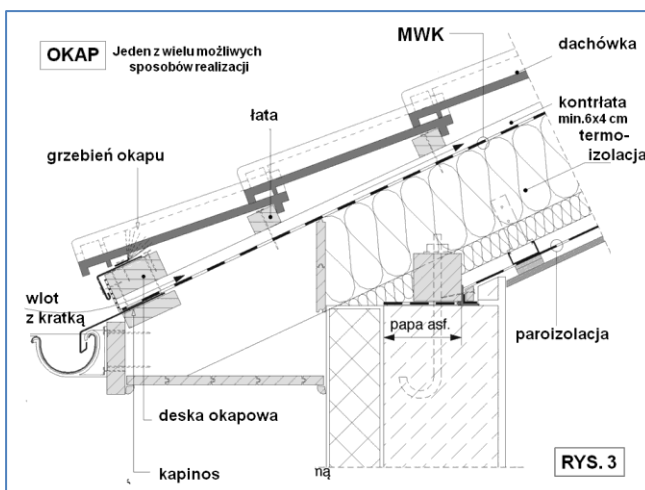 OKAP
Jeden z wielu możliwych
sposobów realizacji
MWK
dachówka
kontrłata
min.6x4 cm
termo-
izolacja
łata
grzebień okapu
wlot
z kratką
papa asf.
paroizolacja
deska okapowa
kapinos
ną
RYS. 3